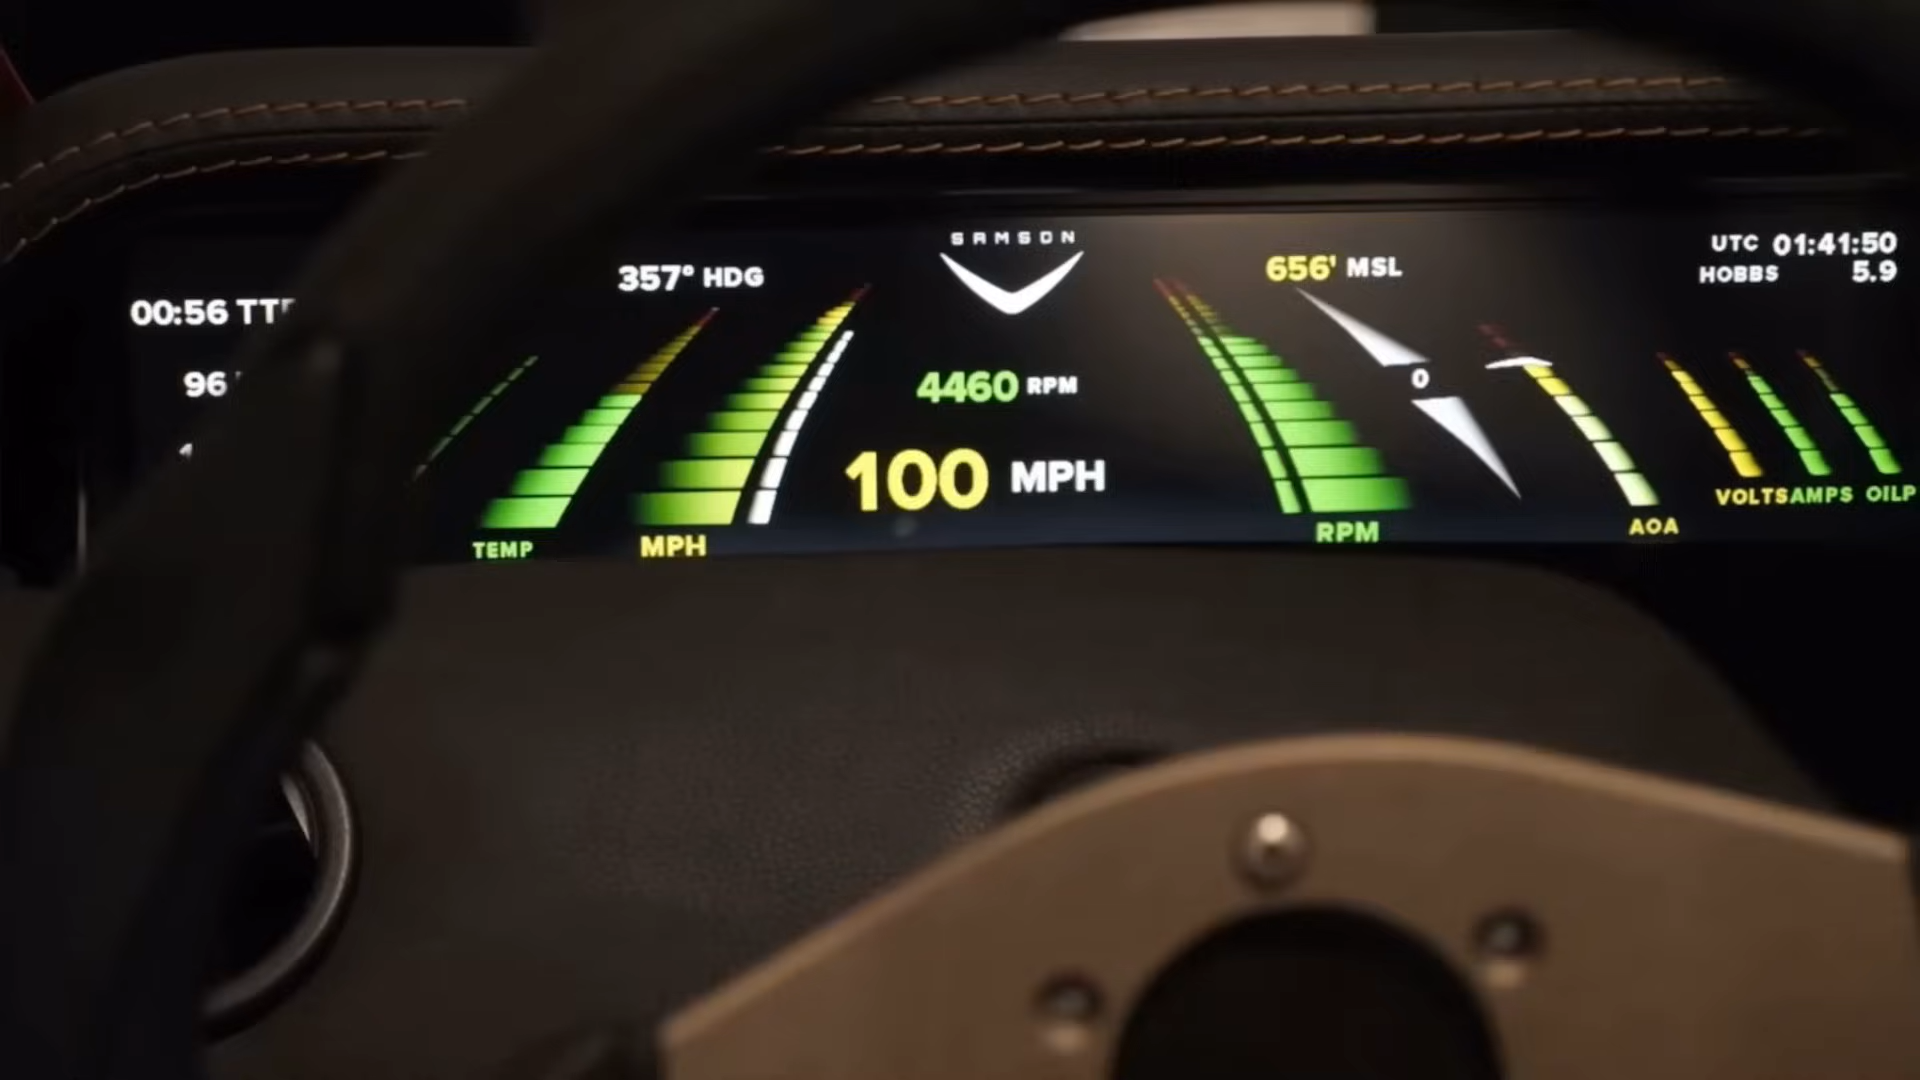 SAMSON
UTC 01:41:50
HOBBS 5.9
357° HDG
656' MSL
00:56
96
4460 RPM
0
100 MPH
TEMP
MPH
RPM
AOA
VOLTS AMPS OILP